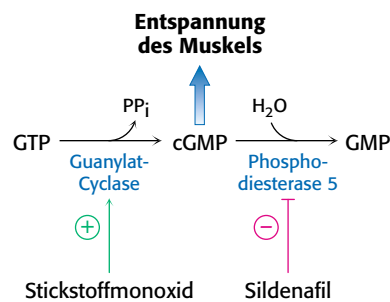 Entspannung
des Muskels
PPi
H2O
GTP
cGMP
GMP
Guanylat-
Cyclase
Phospho-
diesterase 5
+
−
Stickstoffmonoxid
Sildenafil